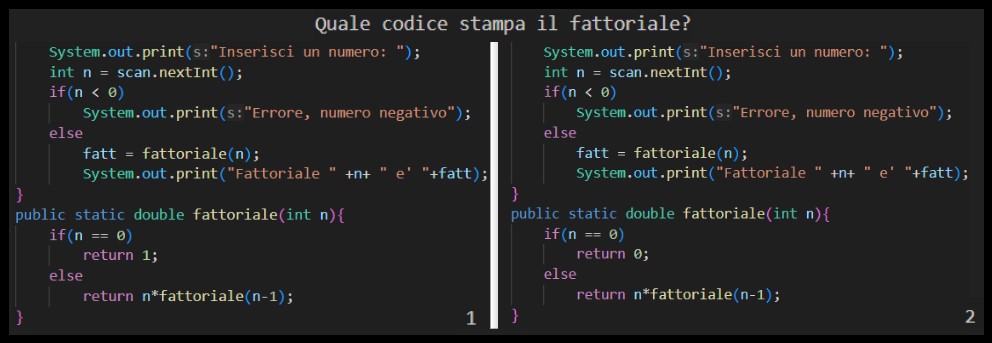 Quale codice stampa il fattoriale?
System.out.print(s:"Inserisci un numero: ");
int n = scan.nextInt();
if(n < 0)
System.out.print(s:"Errore, numero negativo");
else
fatt = fattoriale(n);
System.out.print("Fattoriale " +n+ " e' "+fatt);
}
public static double fattoriale(int n){
if(n == 0)
return 1;
else
return n*fattoriale(n-1);
}
1
System.out.print(s:"Inserisci un numero: ");
int n = scan.nextInt();
if(n < 0)
System.out.print(s:"Errore, numero negativo");
else
fatt = fattoriale(n);
System.out.print("Fattoriale " +n+ " e' "+fatt);
}
public static double fattoriale(int n){
if(n == 0)
return 0;
else
return n*fattoriale(n-1);
}
2